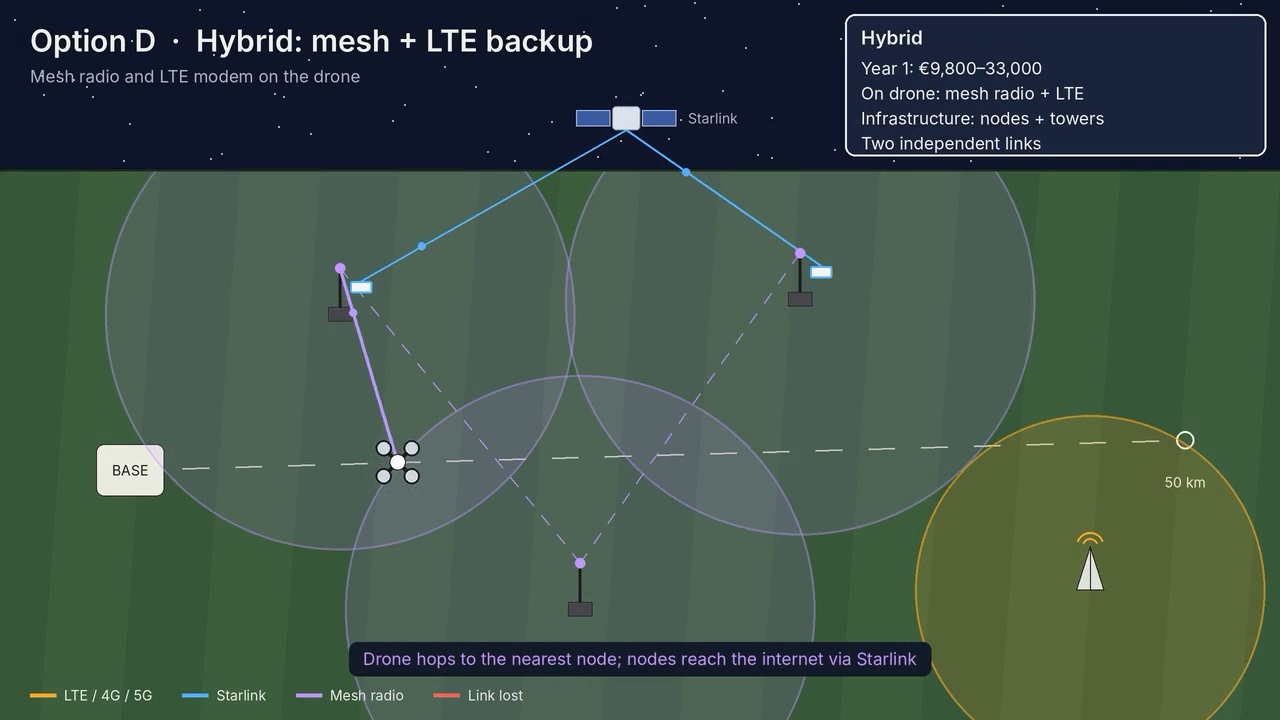 Option D · Hybrid: mesh + LTE backup
Mesh radio and LTE modem on the drone
Hybrid
Year 1: €9,800–33,000
On drone: mesh radio + LTE
Infrastructure: nodes + towers
Two independent links
Starlink
BASE
50 km
Drone hops to the nearest node; nodes reach the internet via Starlink
LTE / 4G / 5G
Starlink
Mesh radio
Link lost